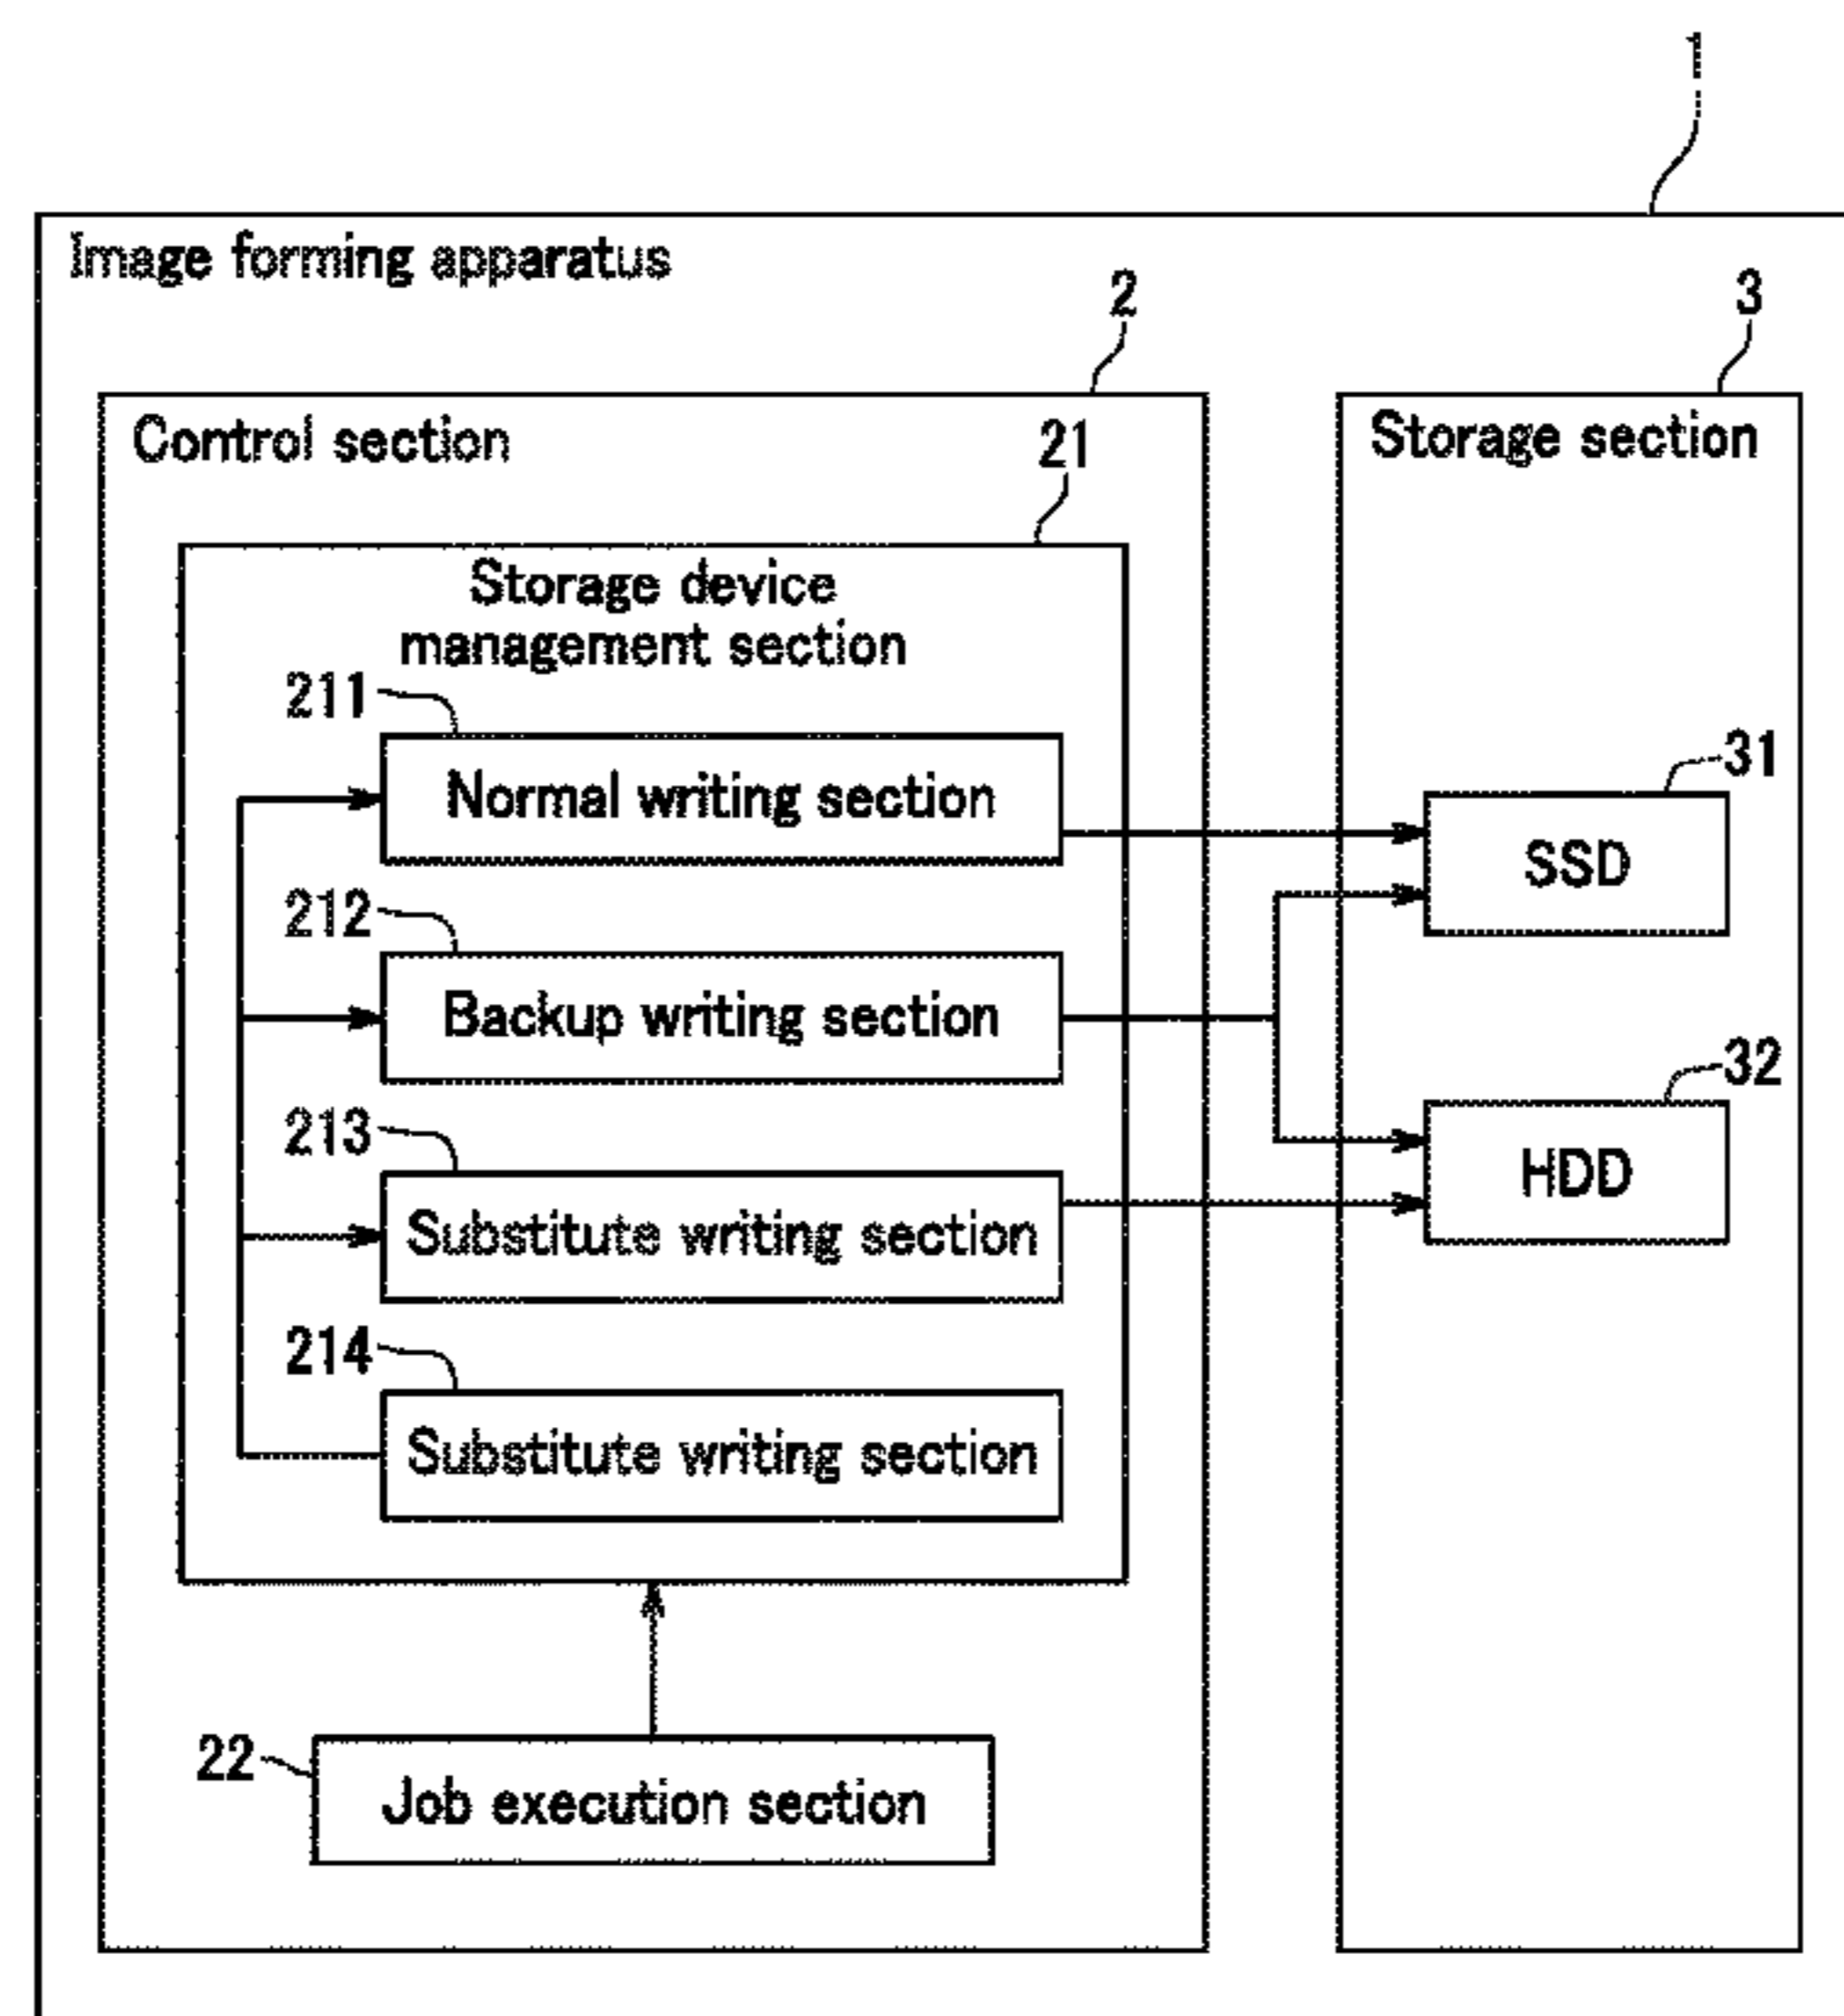 1
Image forming apparatus
2
3
Control section
Storage section
21
Storage device
management section
211
Normal writing section
31
SSD
212
Backup writing section
32
HDD
213
Substitute writing section
214
Substitute writing section
22
Job execution section